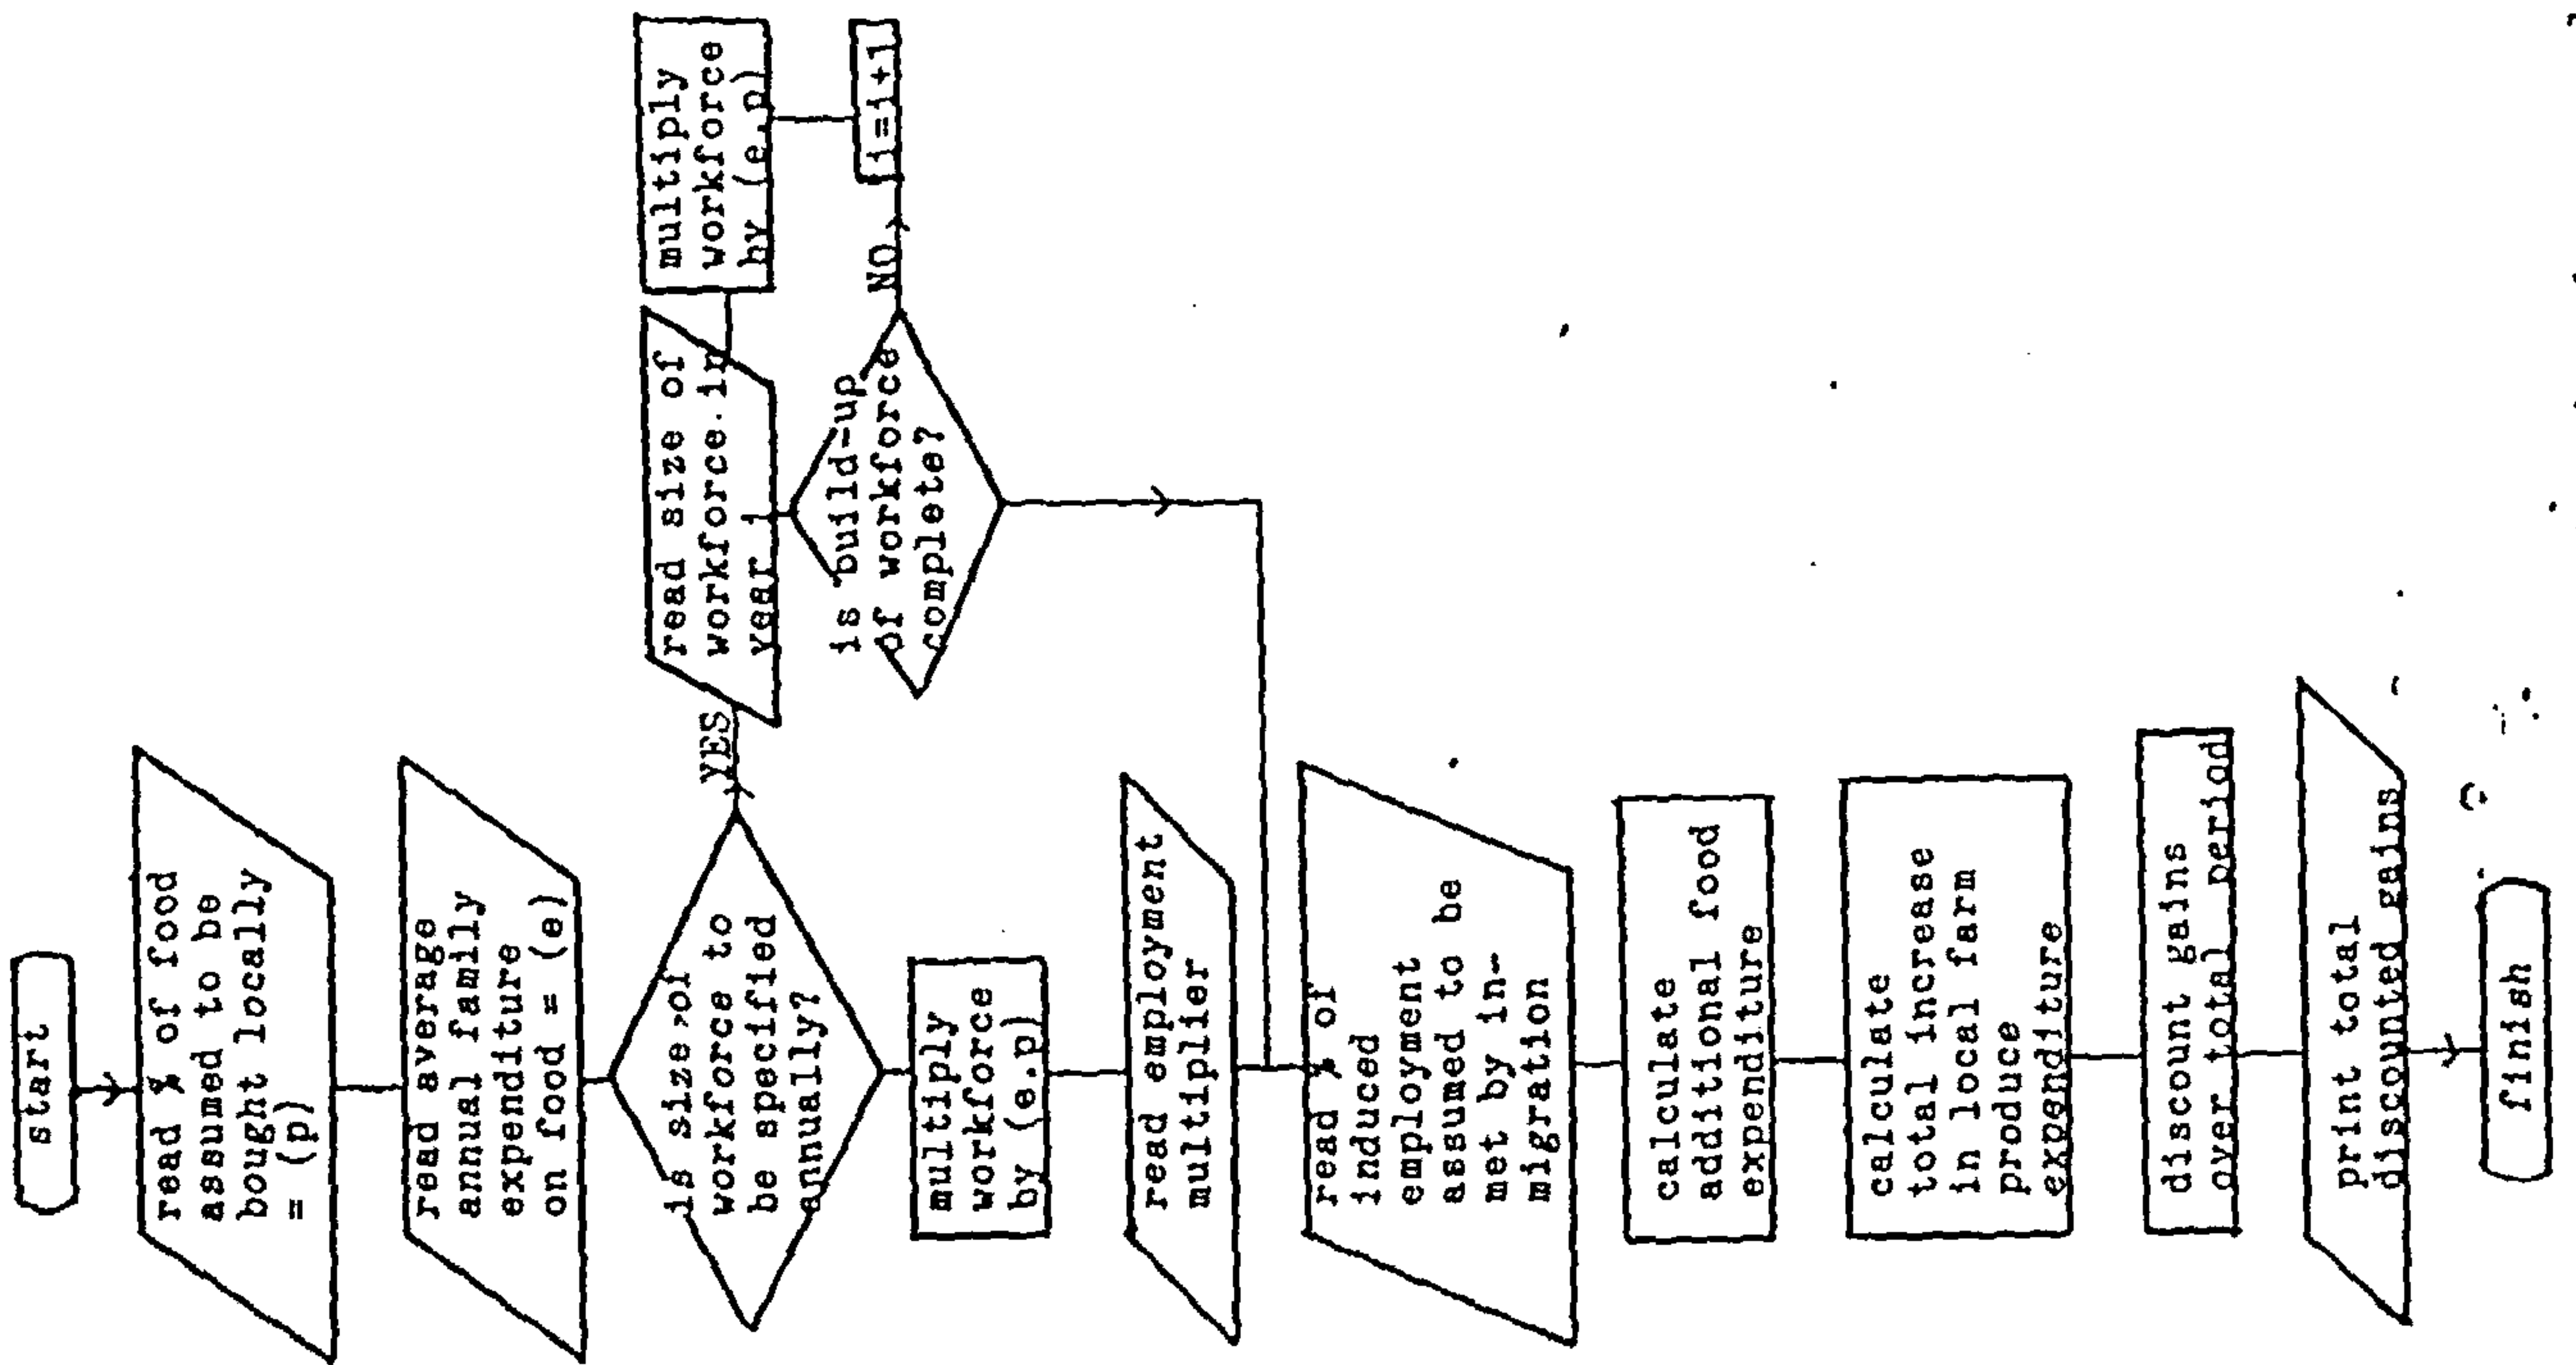 start
read % of food
assumed to be
bought locally
= (p)
read average
annual family
expenditure
on food = (e)
is size of
workforce to
be specified
annually?
YES
read size of
workforce in
year i
multiply
workforce
by (e.p)
i=i+1
NO
is build-up
of workforce
complete?
multiply
workforce
by (e.p)
read employment
multiplier
read % of
induced
employment
assumed to be
met by in-
migration
calculate
additional food
expenditure
calculate
total increase
in local farm
produce
expenditure
discount gains
over total period
print total
discounted gains
finish